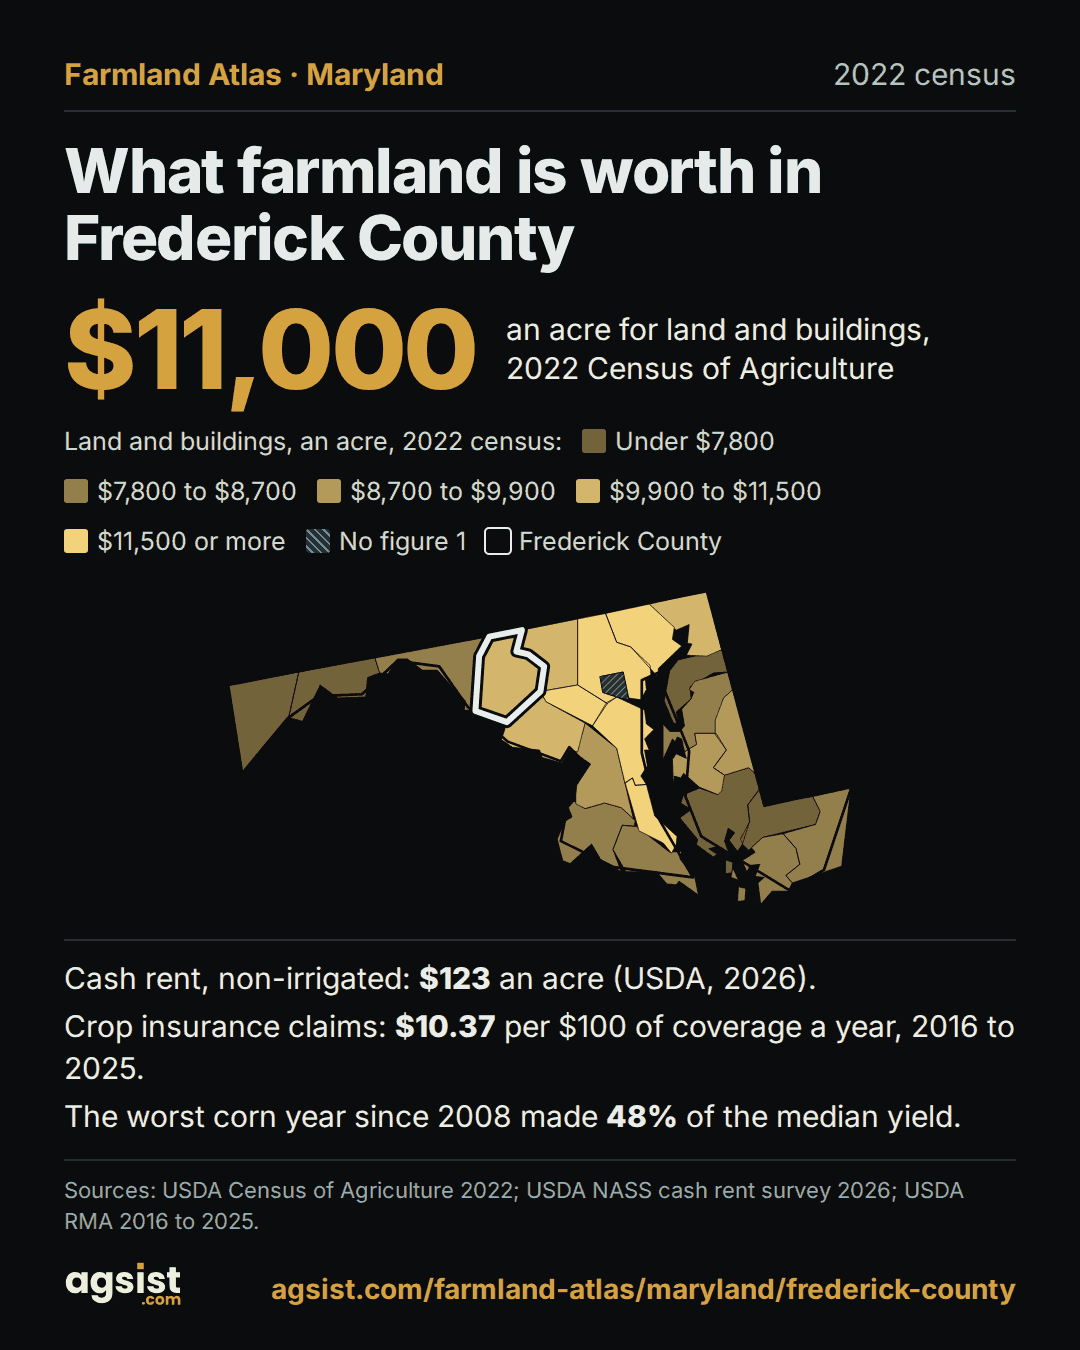 Farmland Atlas · Maryland
2022 census
What farmland is worth in
Frederick County
$11,000
an acre for land and buildings,
2022 Census of Agriculture
Land and buildings, an acre, 2022 census: Under $7,800
$7,800 to $8,700 $8,700 to $9,900 $9,900 to $11,500
$11,500 or more No figure 1 Frederick County
Cash rent, non-irrigated: $123 an acre (USDA, 2026).
Crop insurance claims: $10.37 per $100 of coverage a year, 2016 to
2025.
The worst corn year since 2008 made 48% of the median yield.
Sources: USDA Census of Agriculture 2022; USDA NASS cash rent survey 2026; USDA
RMA 2016 to 2025.
agsist
.com
agsist.com/farmland-atlas/maryland/frederick-county